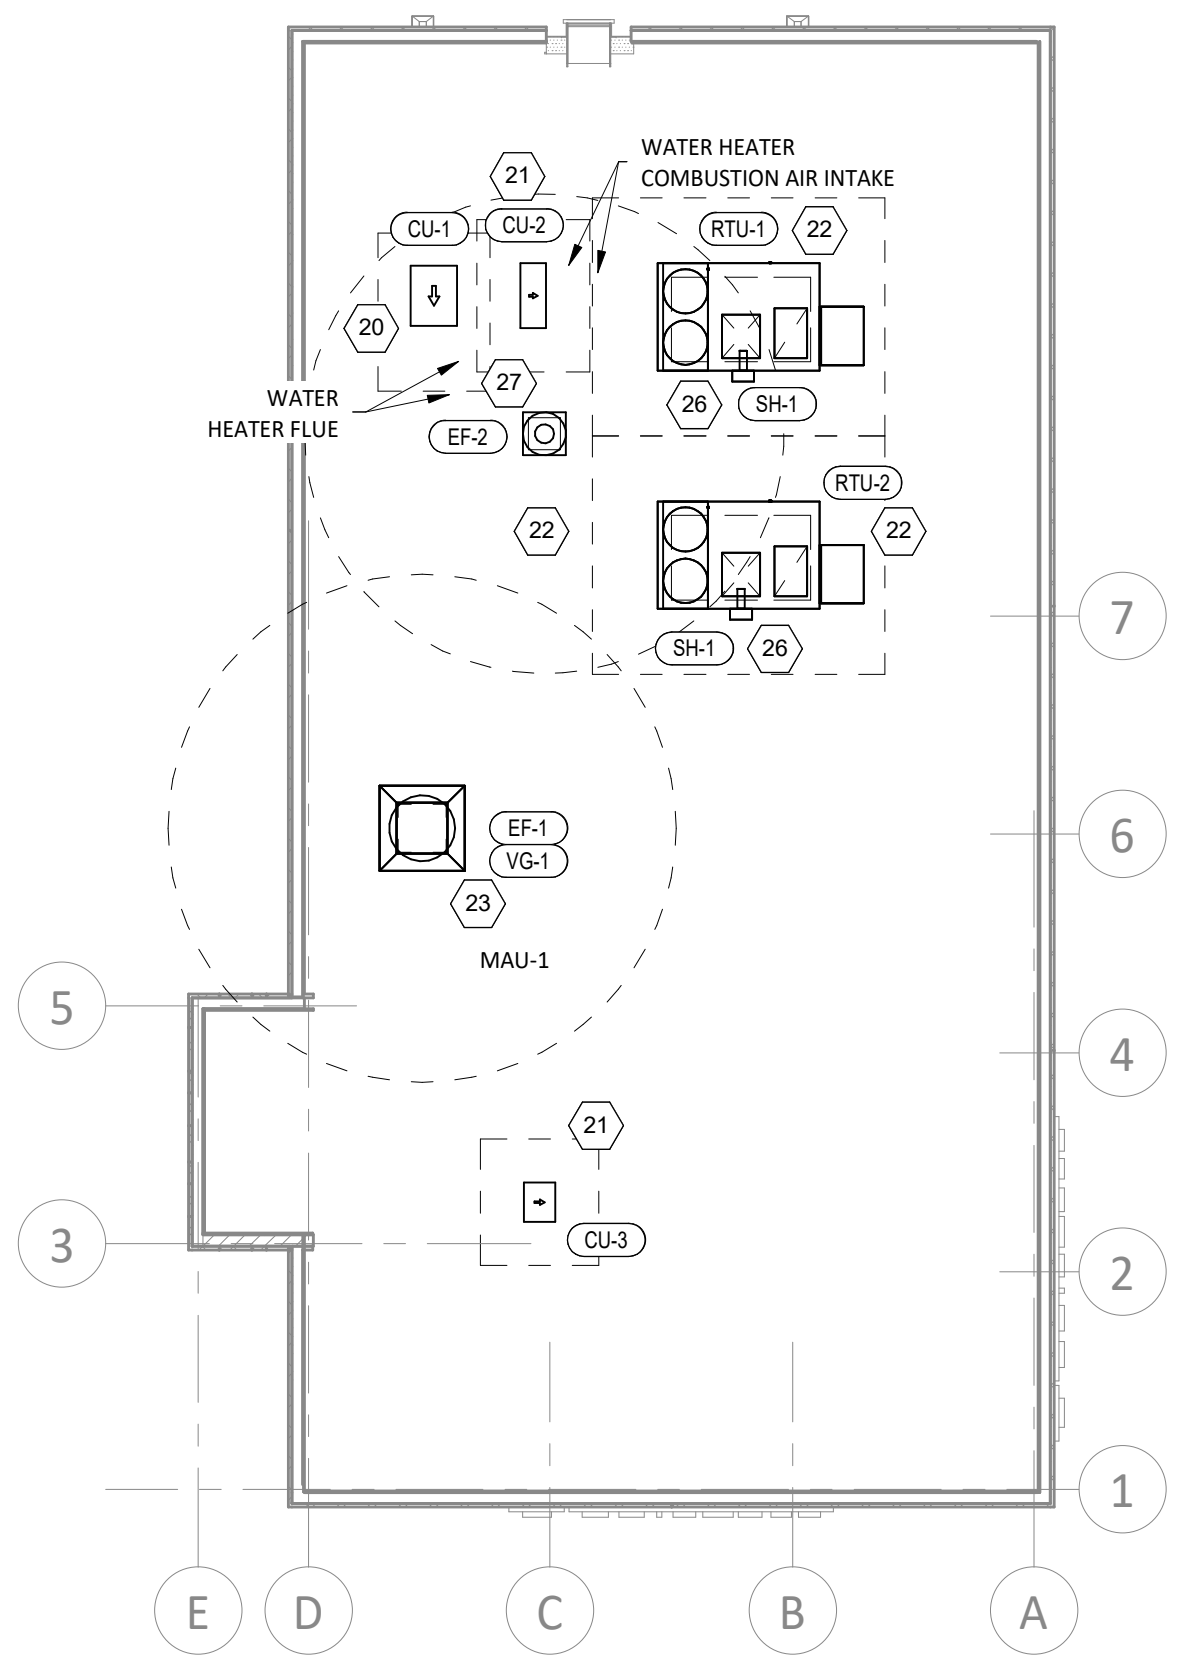 WATER HEATER
COMBUSTION AIR INTAKE
21
CU-1
CU-2
RTU-1
22
20
27
WATER
HEATER FLUE
26
SH-1
EF-2
RTU-2
22
22
7
SH-1
26
EF-1
6
VG-1
23
MAU-1
5
4
21
3
CU-3
2
1
E
D
C
B
A